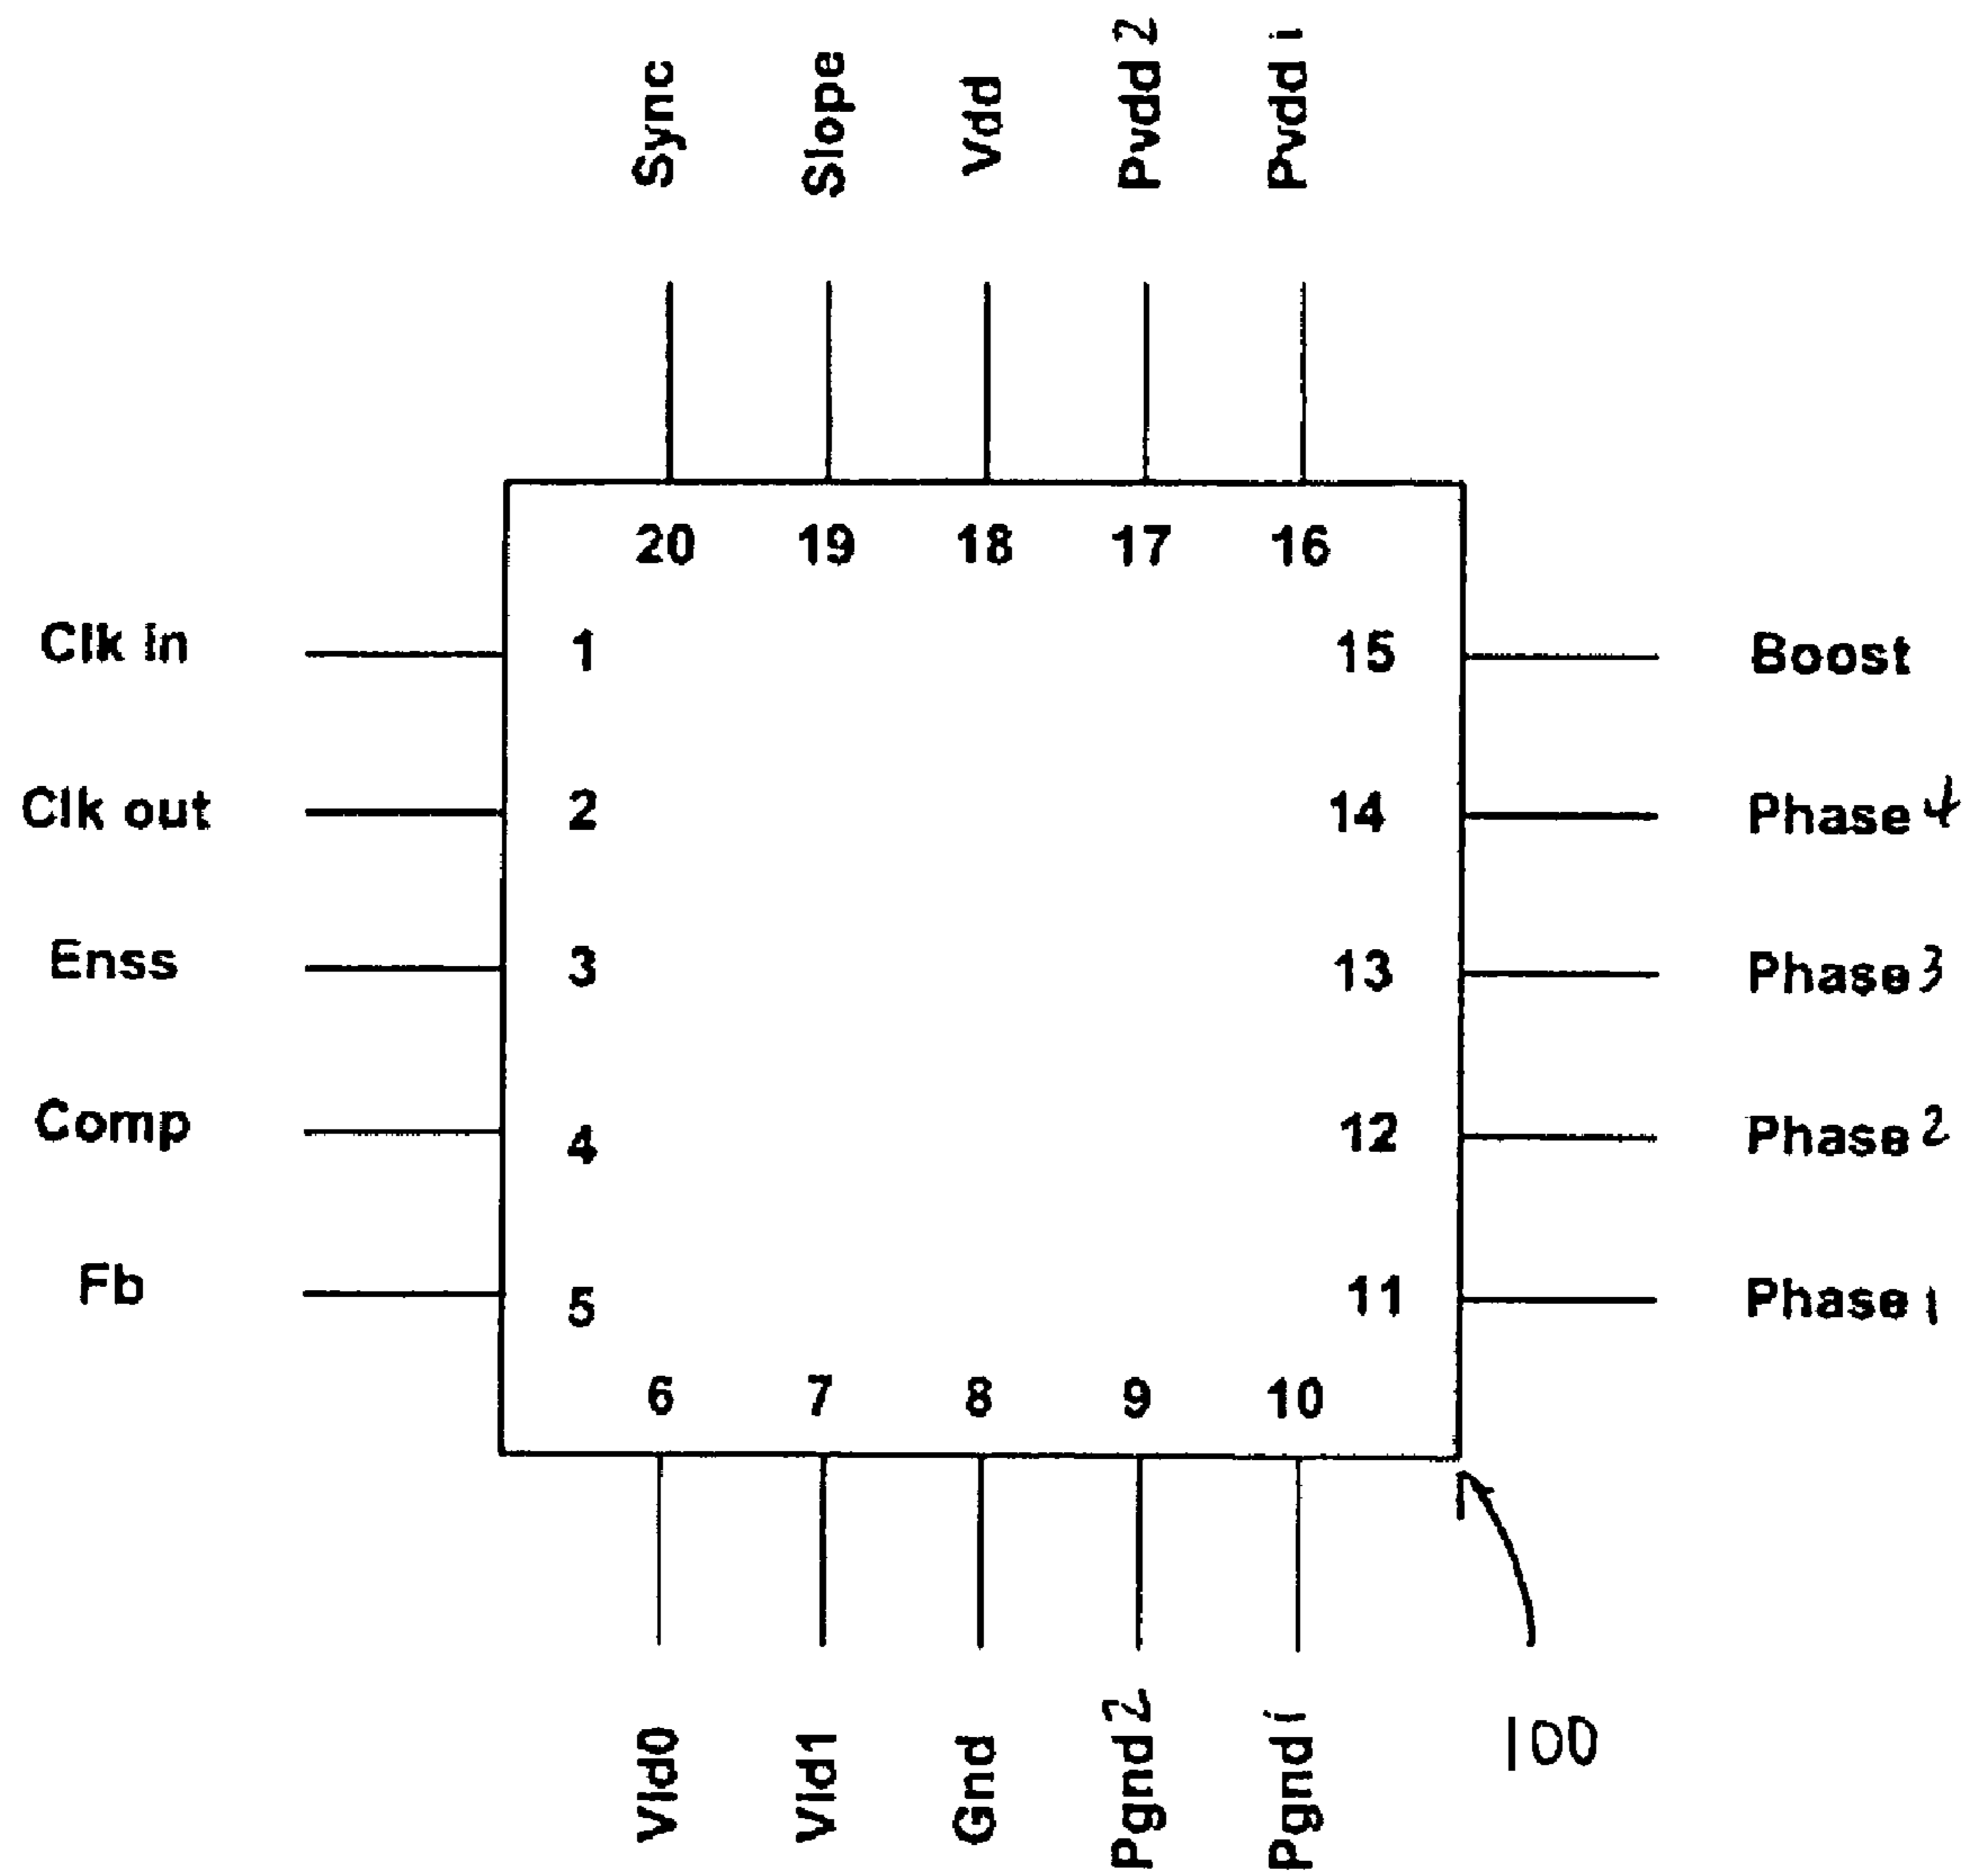 Sync
Slope
Vdd
Pvdd 2
Pvdd 1
20 19 18 17 16
Clk in 1 15 Boost
Clk out 2 14 Phase 4
Enss 3 13 Phase 3
Comp 4 12 Phase 2
Fb 5 11 Phase 1
6 7 8 9 10
Vid0
Vid1
Gnd
Pgnd 2
Pgnd 1
100